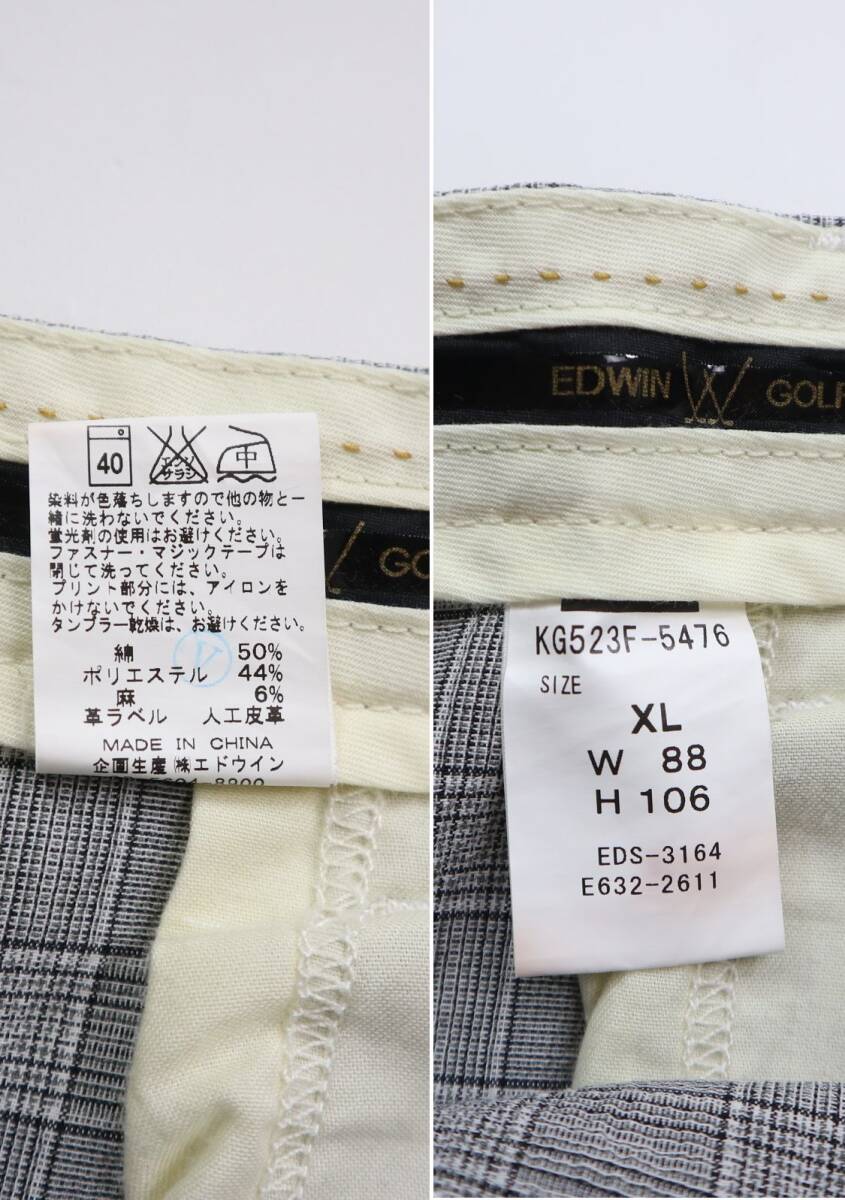 40
エンソ
サラシ
中
染料が色落ちしますので他の物と一
緒に洗わないでください。
蛍光剤の使用はお避けください。
ファスナー・マジックテープは
閉じて洗ってください。
プリント部分には、アイロンを
かけないでください。
タンブラー乾燥は、お避けください。
綿 50%
ポリエステル 44%
麻 6%
革ラベル 人工皮革
MADE IN CHINA
企画生産 ㈱エドウイン
GO
EDWIN GOLF
KG523F-5476
SIZE
XL
W 88
H 106
EDS-3164
E632-2611